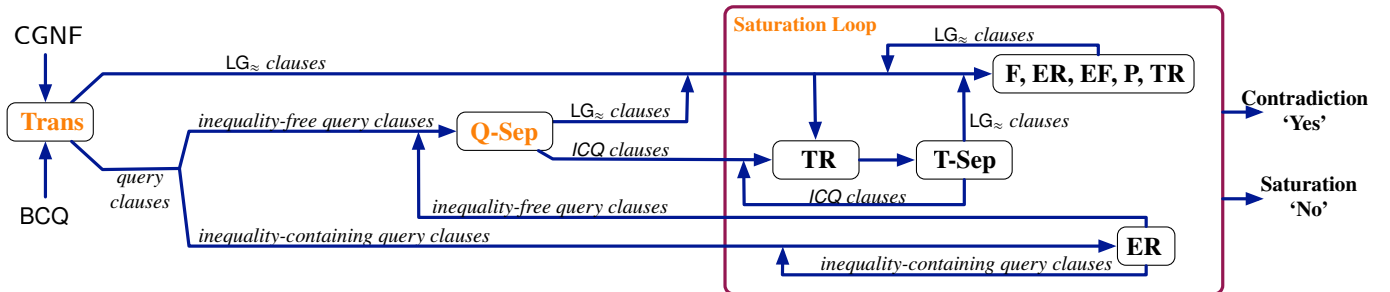 Saturation Loop
CGNF
LG≈ clauses
LG≈ clauses
F, ER, EF, P, TR
Trans
inequality-free query clauses
Q-Sep
LG≈ clauses
LG≈ clauses
Contradiction
‘Yes’
ICQ clauses
TR
T-Sep
query
clauses
ICQ clauses
Saturation
‘No’
BCQ
inequality-free query clauses
inequality-containing query clauses
ER
inequality-containing query clauses